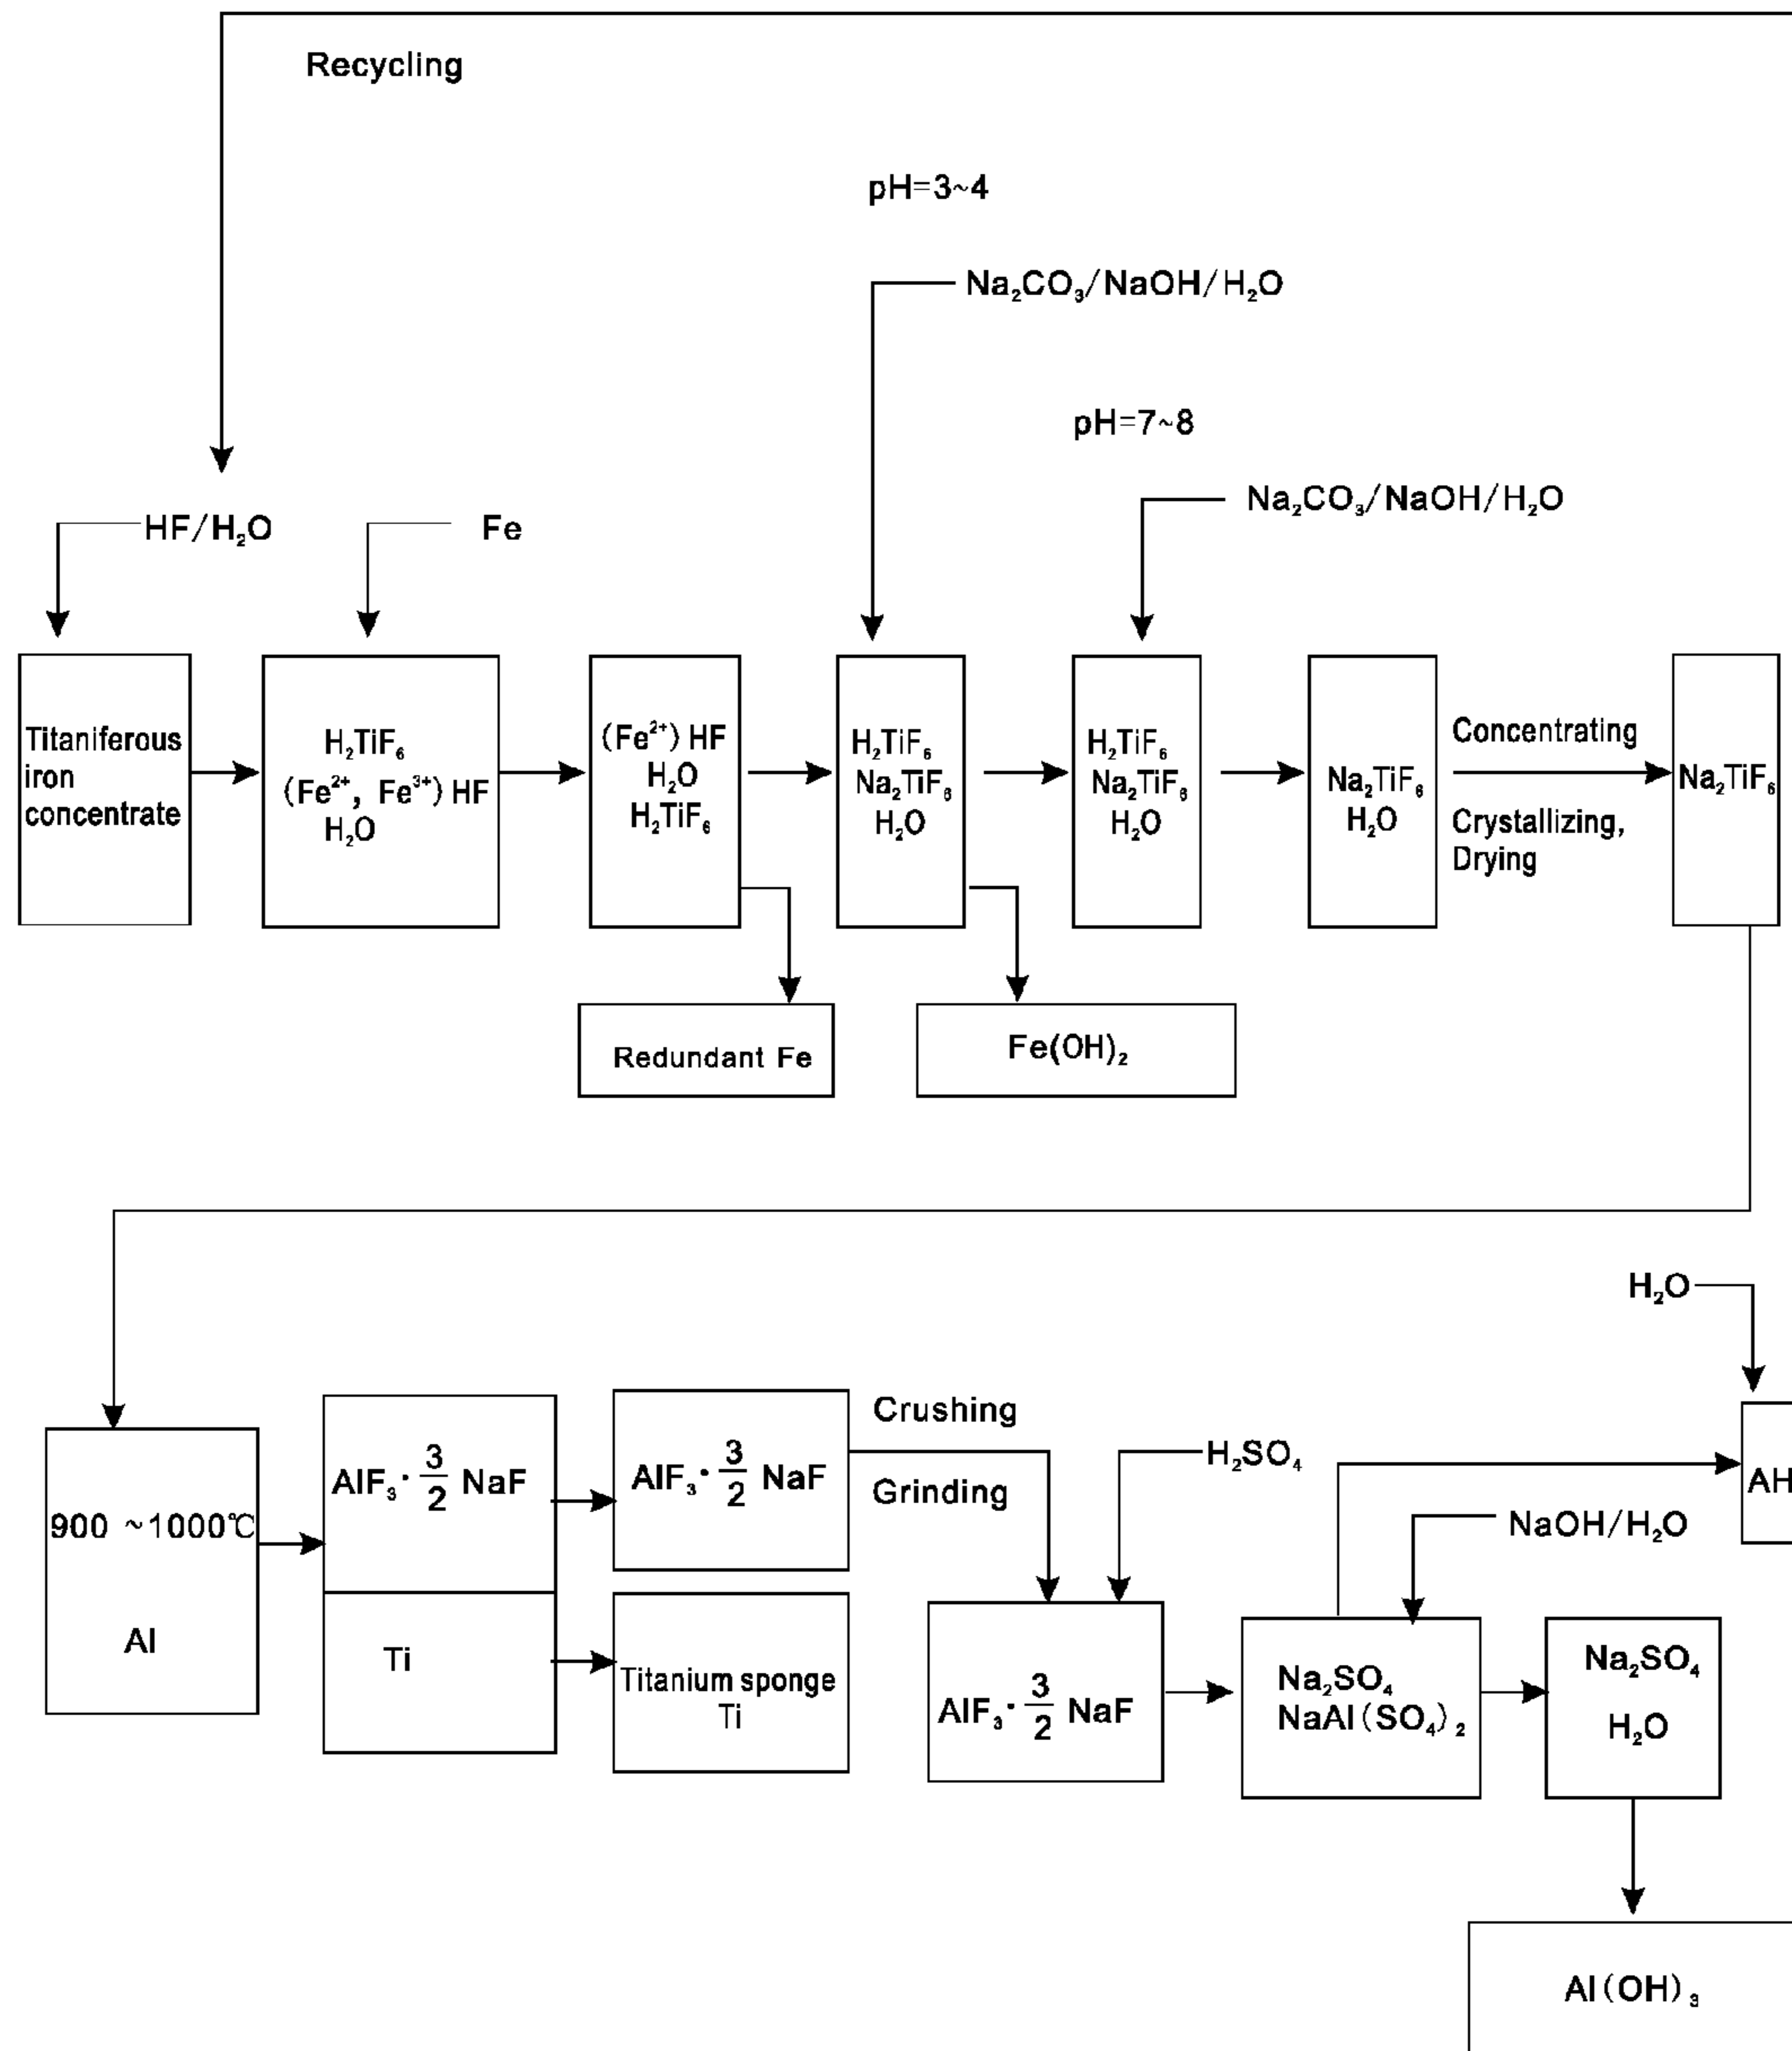 Recycling
pH=3~4
Na₂CO₃/NaOH/H₂O
pH=7~8
Na₂CO₃/NaOH/H₂O
HF/H₂O
Fe
Titaniferous
iron
concentrate
H₂TiF₆
(Fe²⁺, Fe³⁺) HF
H₂O
(Fe²⁺) HF
H₂O
H₂TiF₆
H₂TiF₆
Na₂TiF₆
H₂O
H₂TiF₆
Na₂TiF₆
H₂O
Na₂TiF₆
H₂O
Concentrating
Crystallizing,
Drying
Na₂TiF₆
Redundant Fe
Fe(OH)₂
H₂O
900 ~1000℃
Al
AlF₃· 3/2 NaF
Ti
AlF₃· 3/2 NaF
Titanium sponge
Ti
Crushing
Grinding
H₂SO₄
NaOH/H₂O
AlF₃· 3/2 NaF
Na₂SO₄
NaAl(SO₄)₂
Na₂SO₄
H₂O
Al(OH)₃